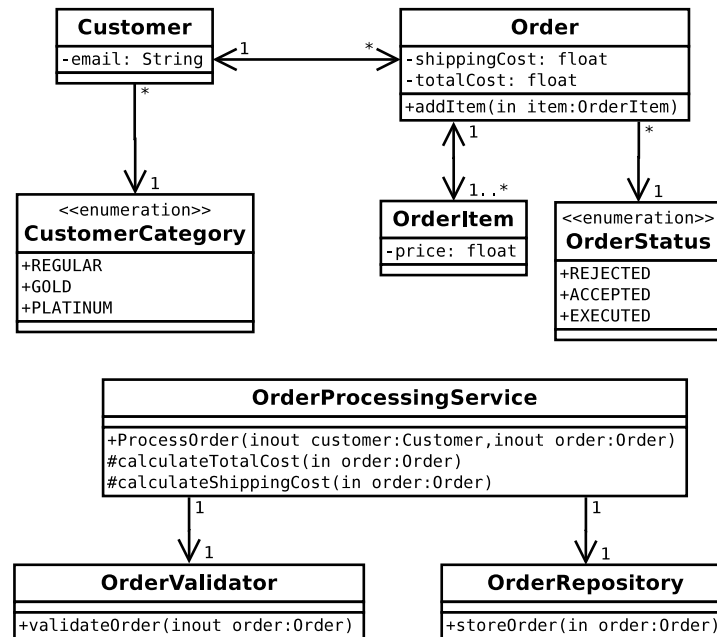 Customer
-email: String
1
*
Order
-shippingCost: float
-totalCost: float
+addItem(in item:OrderItem)
*
1
1
1..*
*
1
<<enumeration>>
CustomerCategory
+REGULAR
+GOLD
+PLATINUM
OrderItem
-price: float
<<enumeration>>
OrderStatus
+REJECTED
+ACCEPTED
+EXECUTED
OrderProcessingService
+ProcessOrder(inout customer:Customer,inout order:Order)
#calculateTotalCost(in order:Order)
#calculateShippingCost(in order:Order)
1
1
1
1
OrderValidator
+validateOrder(inout order:Order)
OrderRepository
+storeOrder(in order:Order)